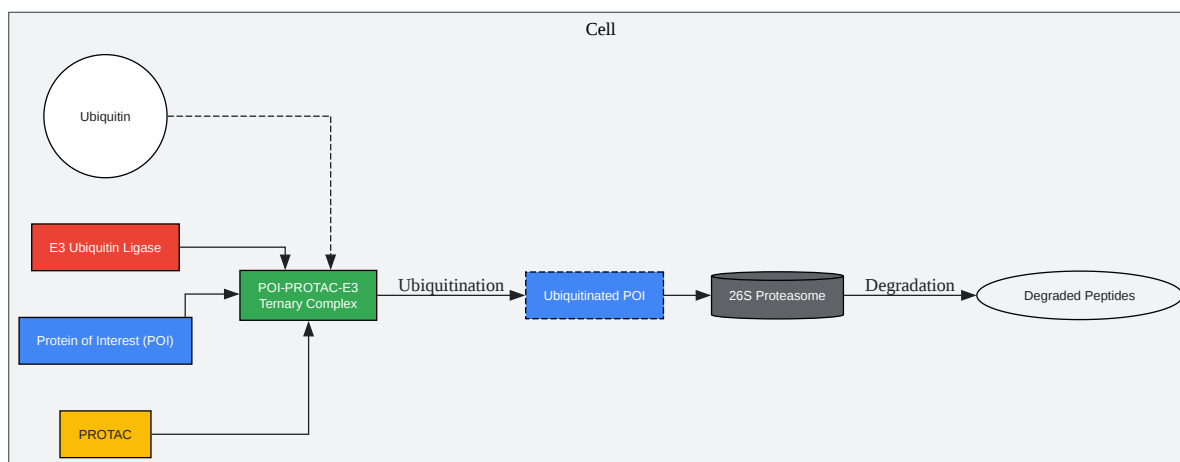 Cell
Ubiquitin
E3 Ubiquitin Ligase
POI-PROTAC-E3
Ternary Complex
Ubiquitination
Ubiquitinated POI
26S Proteasome
Degradation
Degraded Peptides
Protein of Interest (POI)
PROTAC